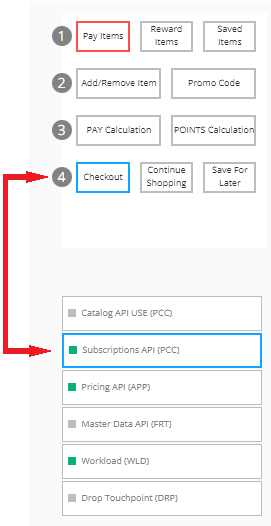 1 Pay Items Reward Items Saved Items
2 Add/Remove Item Promo Code
3 PAY Calculation POINTS Calculation
4 Checkout Continue Shopping Save For Later
Catalog API USE (PCC)
Subscriptions API (PCC)
Pricing API (APP)
Master Data API (FRT)
Workload (WLD)
Drop Touchpoint (DRP)